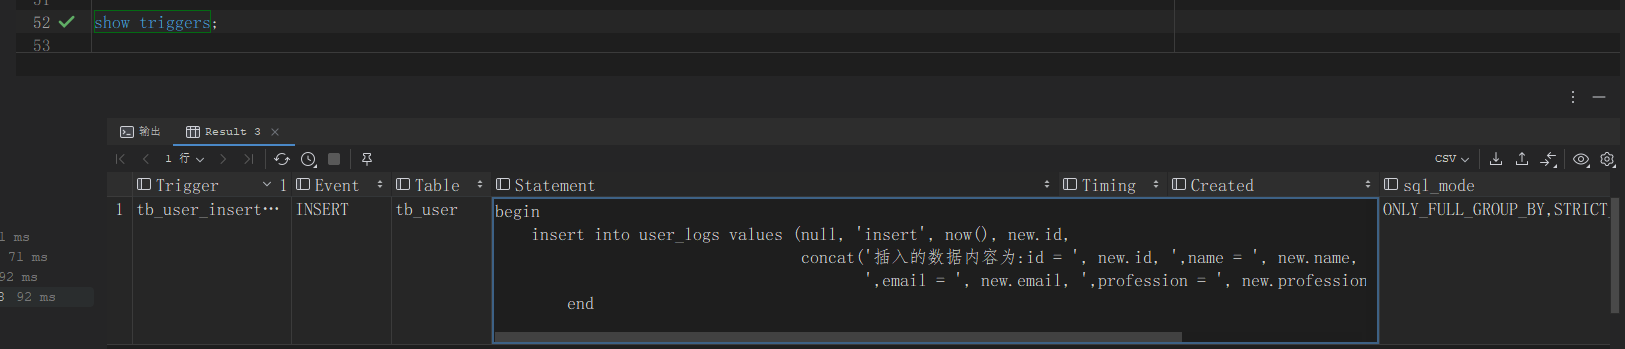 52 show triggers;
53
输出 Result 3
1 行 CSV
Trigger 1 Event Table Statement Timing Created sql_mode
1 tb_user_insert… INSERT tb_user begin ONLY_FULL_GROUP_BY,STRICT_
insert into user_logs values (null, 'insert', now(), new.id,
concat('插入的数据内容为:id = ', new.id, ',name = ', new.name,
',email = ', new.email, ',profession = ', new.profession
end
71 ms
92 ms
92 ms